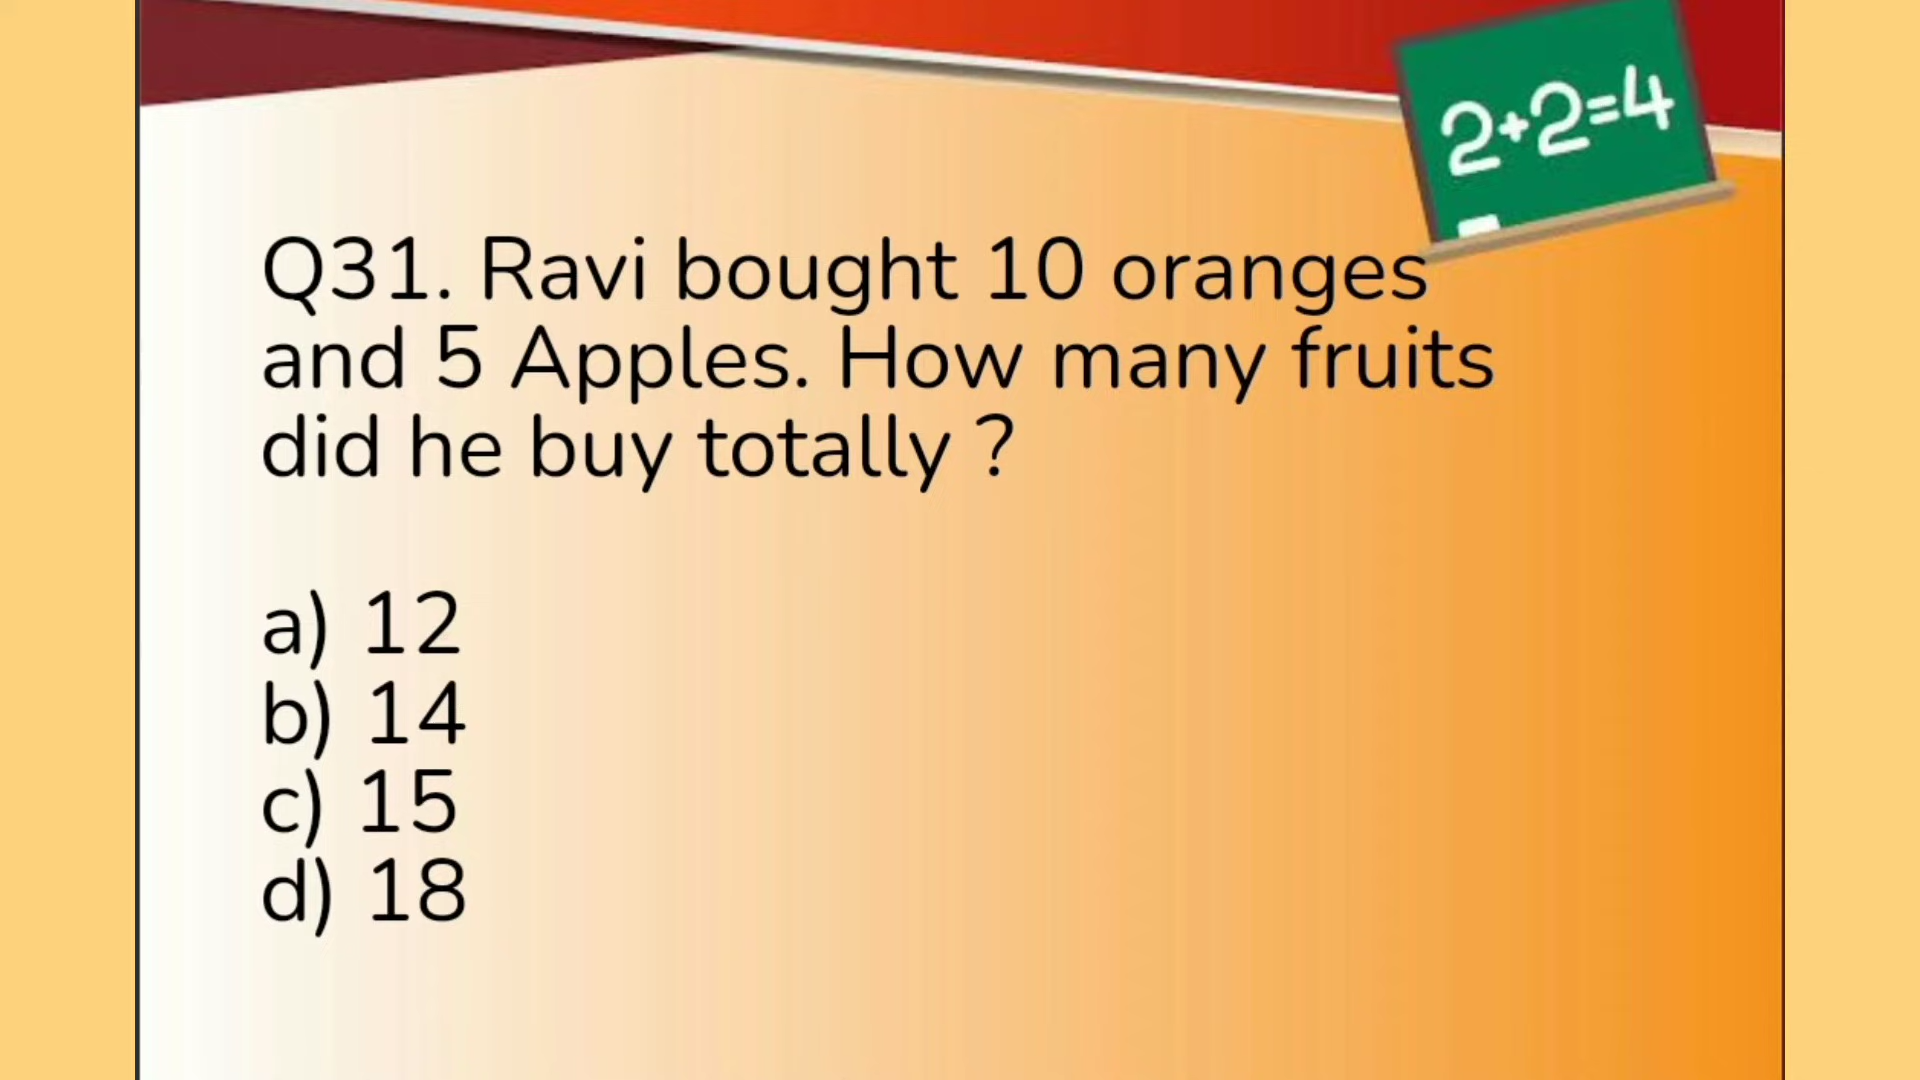 2+2=4
Q31. Ravi bought 10 oranges
and 5 Apples. How many fruits
did he buy totally ?
a) 12
b) 14
c) 15
d) 18